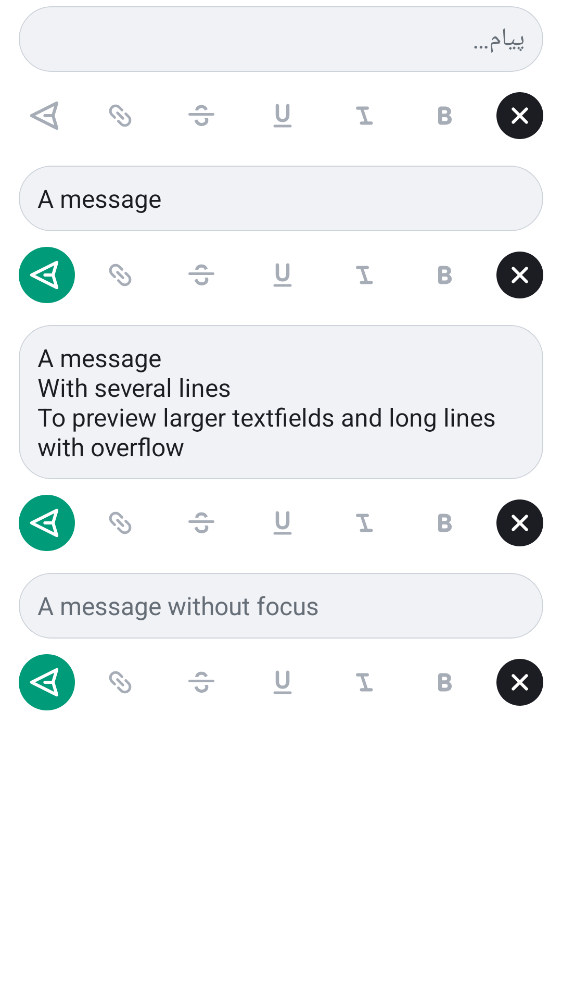 پیام...
A message
A message
With several lines
To preview larger textfields and long lines
with overflow
A message without focus